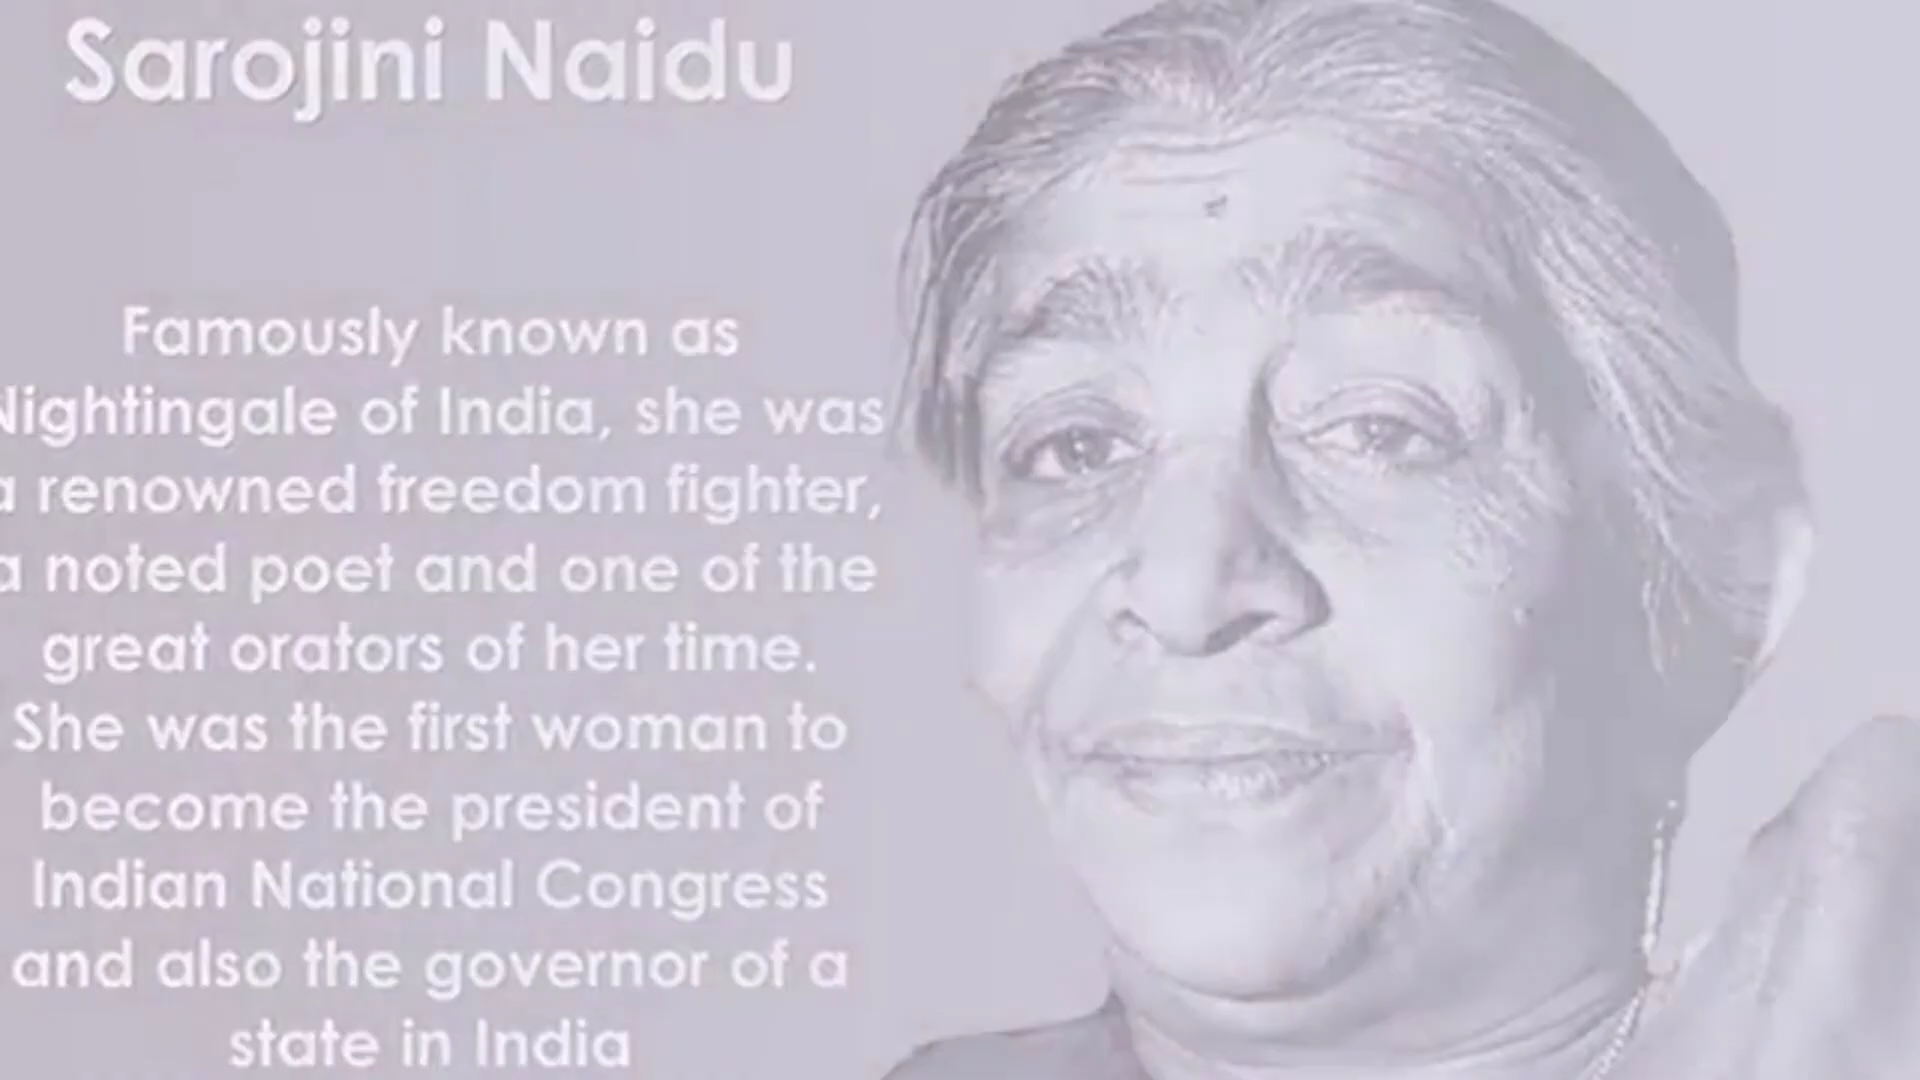 Sarojini Naidu
Famously known as
Nightingale of India, she was
a renowned freedom fighter,
a noted poet and one of the
great orators of her time.
She was the first woman to
become the president of
Indian National Congress
and also the governor of a
state in India